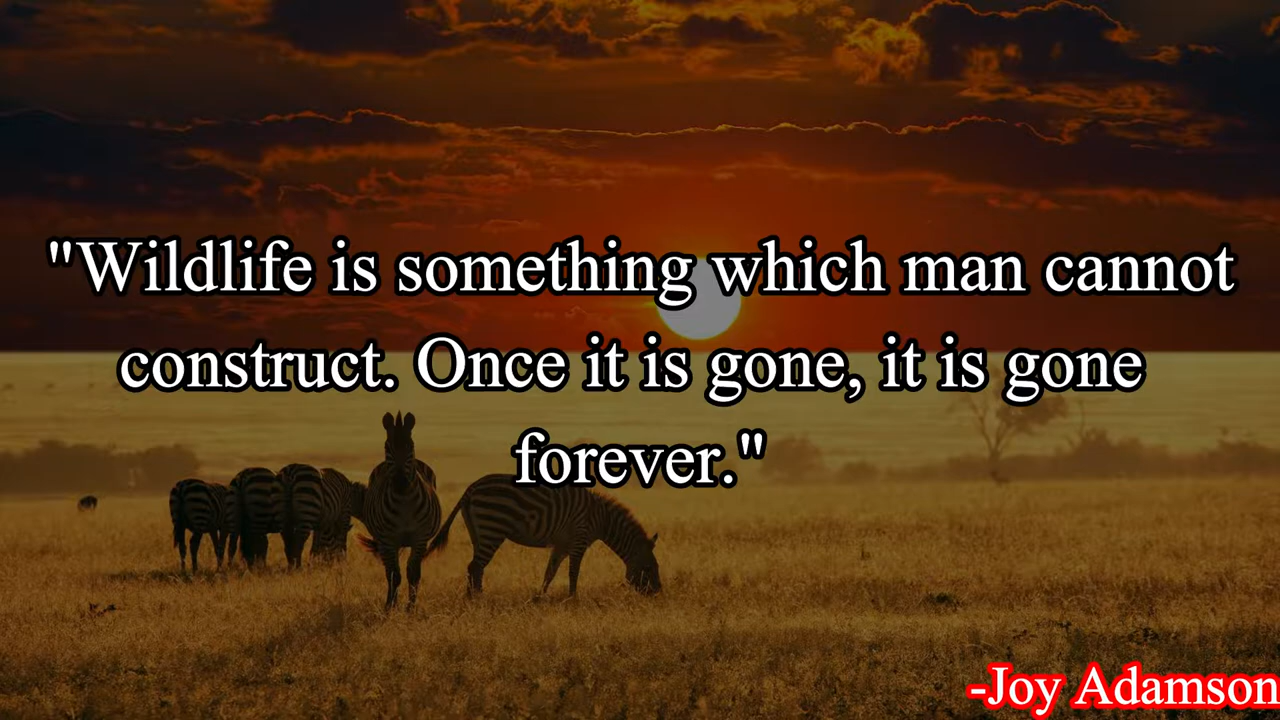 "Wildlife is something which man cannot
construct. Once it is gone, it is gone
forever."
-Joy Adamson